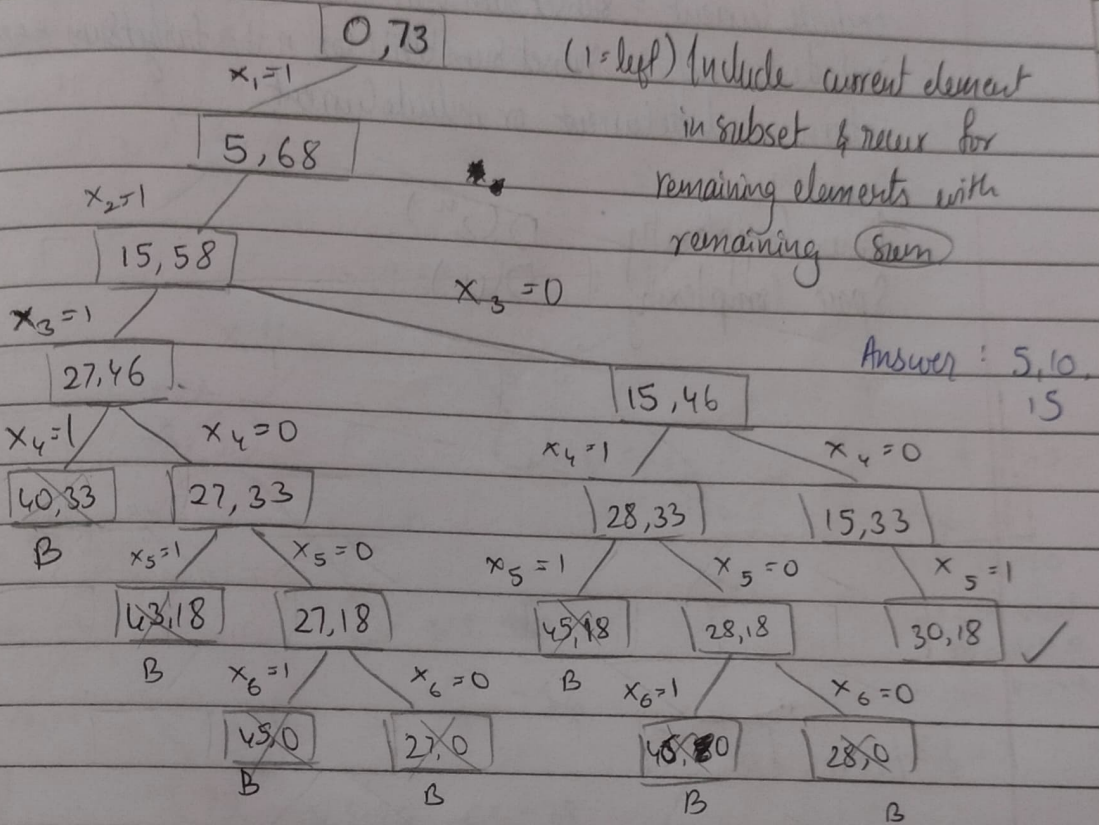 0,73
(1=left) Include current element
x₁=1
in subset & recur for
5,68
remaining elements with
x₂=1
remaining sum
15,58
x₃=1
x₃=0
Answer : 5,10,
15
27,46
15,46
x₄=1 x₄=0 x₄=1 x₄=0
40,33 27,33 28,33 15,33
B
x₅=1 x₅=0 x₅=1 x₅=0 x₅=1
43,18 27,18 45,18 28,18 30,18 ✓
B B
x₆=1 x₆=0 x₆=1 x₆=0
45,0 27,0 28,0
B B B B